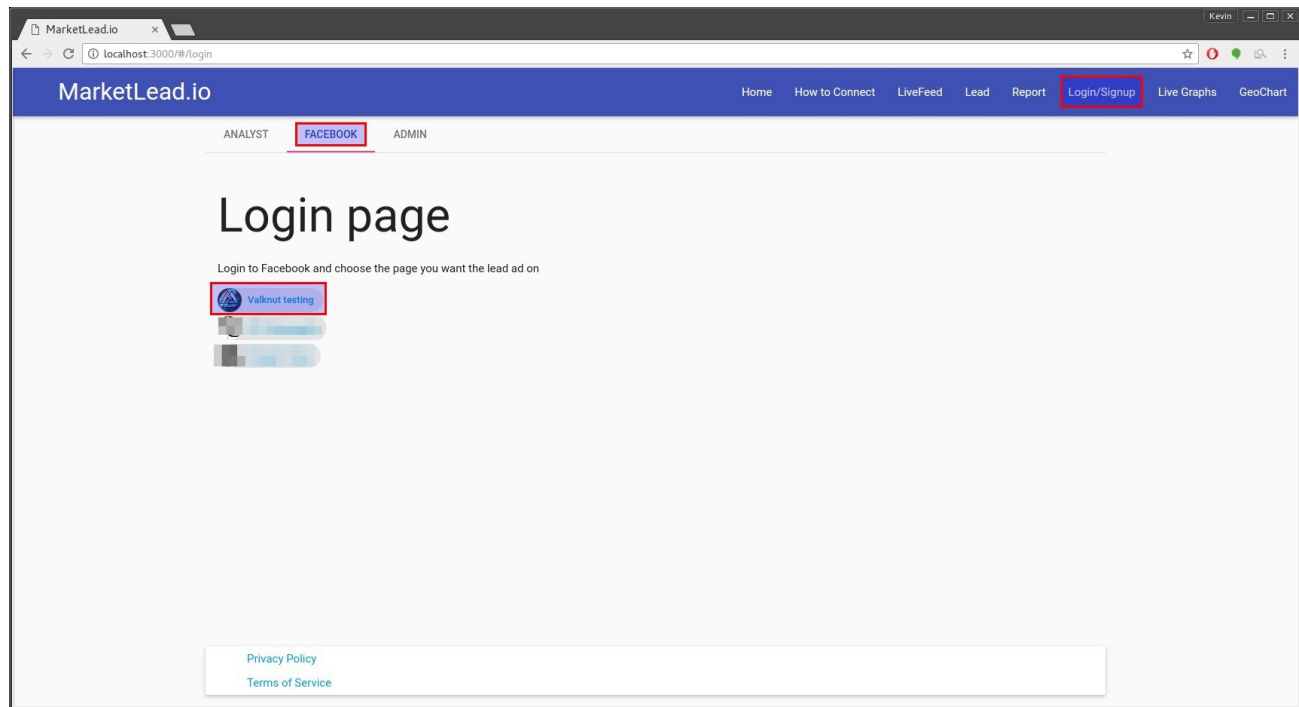 MarketLead.io
Kevin
localhost:3000/#/login
MarketLead.io Home How to Connect LiveFeed Lead Report Login/Signup Live Graphs GeoChart
ANALYST FACEBOOK ADMIN
Login page
Login to Facebook and choose the page you want the lead ad on
Valknut testing
Privacy Policy
Terms of Service